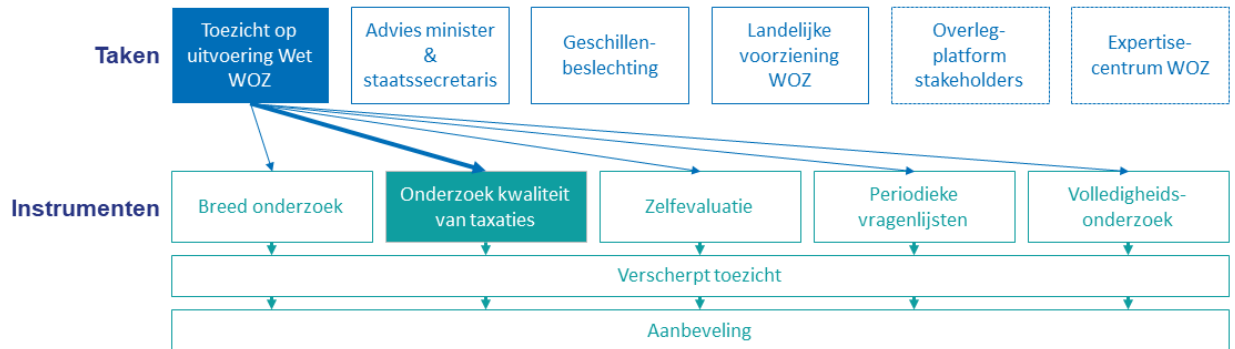 Taken
Toezicht op
uitvoering Wet
WOZ
Advies minister
&
staatssecretaris
Geschillen-
beslechting
Landelijke
voorziening
WOZ
Overleg-
platform
stakeholders
Expertise-
centrum WOZ
Instrumenten
Breed onderzoek
Onderzoek kwaliteit
van taxaties
Zelfevaluatie
Periodieke
vragenlijsten
Volledigheids-
onderzoek
Verscherpt toezicht
Aanbeveling